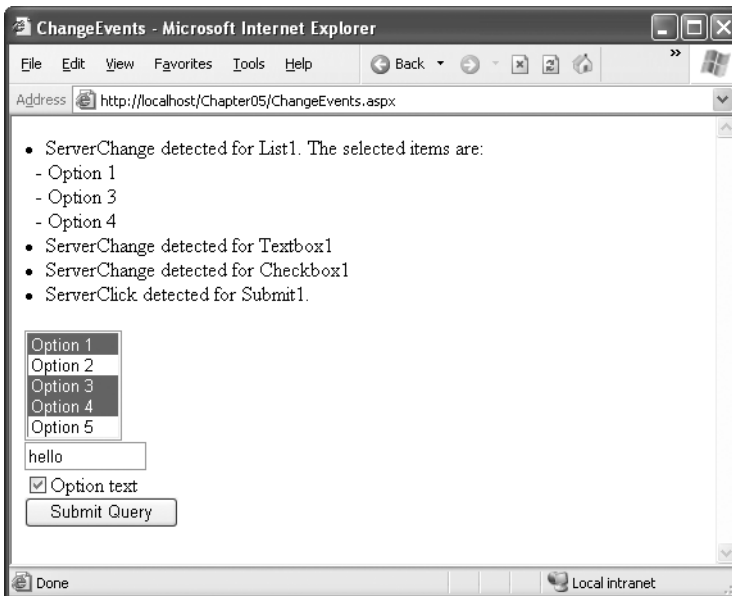 ChangeEvents - Microsoft Internet Explorer
File Edit View Favorites Tools Help Back »
Address http://localhost/Chapter05/ChangeEvents.aspx
• ServerChange detected for List1. The selected items are:
- Option 1
- Option 3
- Option 4
• ServerChange detected for Textbox1
• ServerChange detected for Checkbox1
• ServerClick detected for Submit1.
Option 1
Option 2
Option 3
Option 4
Option 5
hello
Option text
Submit Query
Done Local intranet